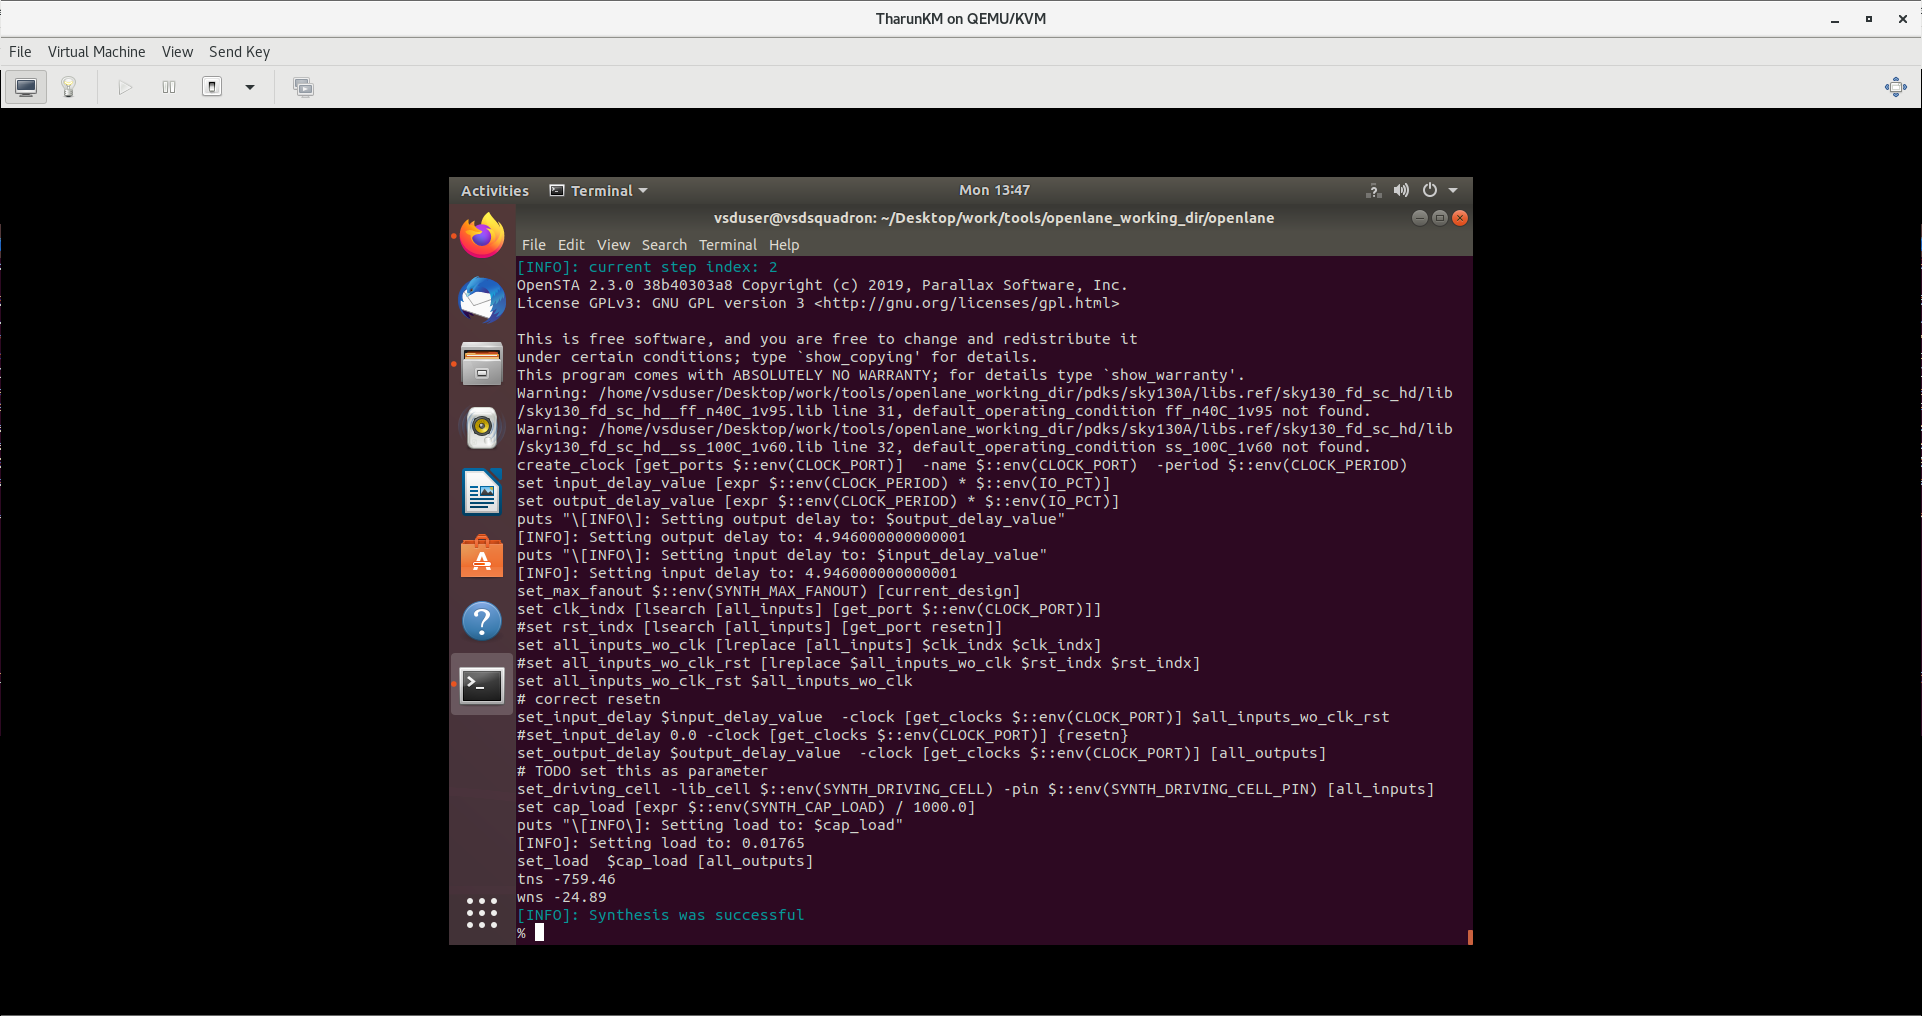 TharunKM on QEMU/KVM
File Virtual Machine View Send Key
Activities Terminal Mon 13:47
vsduser@vsdsquadron: ~/Desktop/work/tools/openlane_working_dir/openlane
File Edit View Search Terminal Help
[INFO]: current step index: 2
OpenSTA 2.3.0 38b40303a8 Copyright (c) 2019, Parallax Software, Inc.
License GPLv3: GNU GPL version 3 <http://gnu.org/licenses/gpl.html>
This is free software, and you are free to change and redistribute it
under certain conditions; type `show_copying' for details.
This program comes with ABSOLUTELY NO WARRANTY; for details type `show_warranty'.
Warning: /home/vsduser/Desktop/work/tools/openlane_working_dir/pdks/sky130A/libs.ref/sky130_fd_sc_hd/lib
/sky130_fd_sc_hd__ff_n40C_1v95.lib line 31, default_operating_condition ff_n40C_1v95 not found.
Warning: /home/vsduser/Desktop/work/tools/openlane_working_dir/pdks/sky130A/libs.ref/sky130_fd_sc_hd/lib
/sky130_fd_sc_hd__ss_100C_1v60.lib line 32, default_operating_condition ss_100C_1v60 not found.
create_clock [get_ports $::env(CLOCK_PORT)]  -name $::env(CLOCK_PORT)  -period $::env(CLOCK_PERIOD)
set input_delay_value [expr $::env(CLOCK_PERIOD) * $::env(IO_PCT)]
set output_delay_value [expr $::env(CLOCK_PERIOD) * $::env(IO_PCT)]
puts "\[INFO\]: Setting output delay to: $output_delay_value"
[INFO]: Setting output delay to: 4.946000000000001
puts "\[INFO\]: Setting input delay to: $input_delay_value"
[INFO]: Setting input delay to: 4.946000000000001
set_max_fanout $::env(SYNTH_MAX_FANOUT) [current_design]
set clk_indx [lsearch [all_inputs] [get_port $::env(CLOCK_PORT)]]
#set rst_indx [lsearch [all_inputs] [get_port resetn]]
set all_inputs_wo_clk [lreplace [all_inputs] $clk_indx $clk_indx]
#set all_inputs_wo_clk_rst [lreplace $all_inputs_wo_clk $rst_indx $rst_indx]
set all_inputs_wo_clk_rst $all_inputs_wo_clk
# correct resetn
set_input_delay $input_delay_value  -clock [get_clocks $::env(CLOCK_PORT)] $all_inputs_wo_clk_rst
#set_input_delay 0.0 -clock [get_clocks $::env(CLOCK_PORT)] {resetn}
set_output_delay $output_delay_value  -clock [get_clocks $::env(CLOCK_PORT)] [all_outputs]
# TODO set this as parameter
set_driving_cell -lib_cell $::env(SYNTH_DRIVING_CELL) -pin $::env(SYNTH_DRIVING_CELL_PIN) [all_inputs]
set cap_load [expr $::env(SYNTH_CAP_LOAD) / 1000.0]
puts "\[INFO\]: Setting load to: $cap_load"
[INFO]: Setting load to: 0.01765
set_load  $cap_load [all_outputs]
tns -759.46
wns -24.89
[INFO]: Synthesis was successful
%